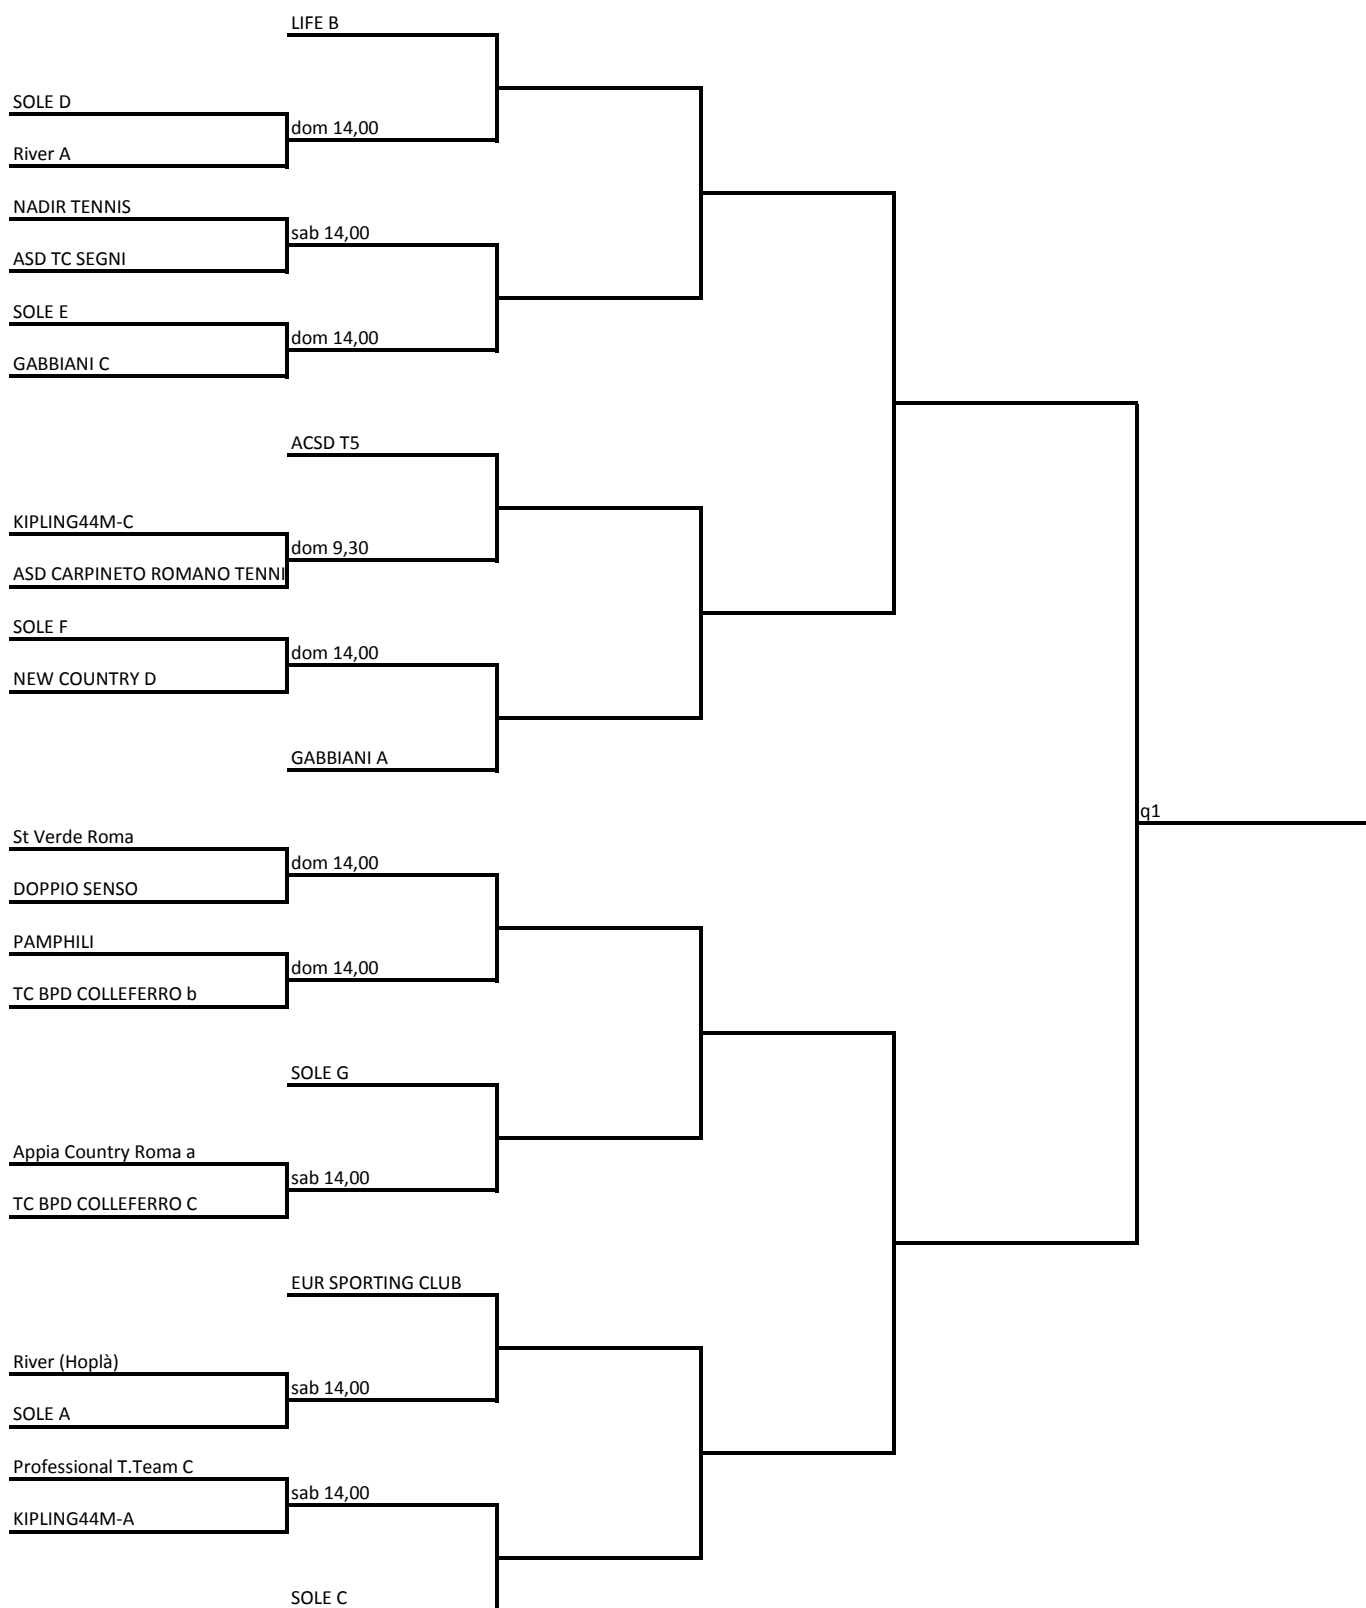 LIFE B
SOLE D
dom 14,00
River A
NADIR TENNIS
sab 14,00
ASD TC SEGNI
SOLE E
dom 14,00
GABBIANI C
ACSD T5
KIPLING44M-C
dom 9,30
ASD CARPINETO ROMANO TENNI
SOLE F
dom 14,00
NEW COUNTRY D
GABBIANI A
q1
St Verde Roma
dom 14,00
DOPPIO SENSO
PAMPHILI
dom 14,00
TC BPD COLLEFERRO b
SOLE G
Appia Country Roma a
sab 14,00
TC BPD COLLEFERRO C
EUR SPORTING CLUB
River (Hoplà)
sab 14,00
SOLE A
Professional T.Team C
sab 14,00
KIPLING44M-A
SOLE C